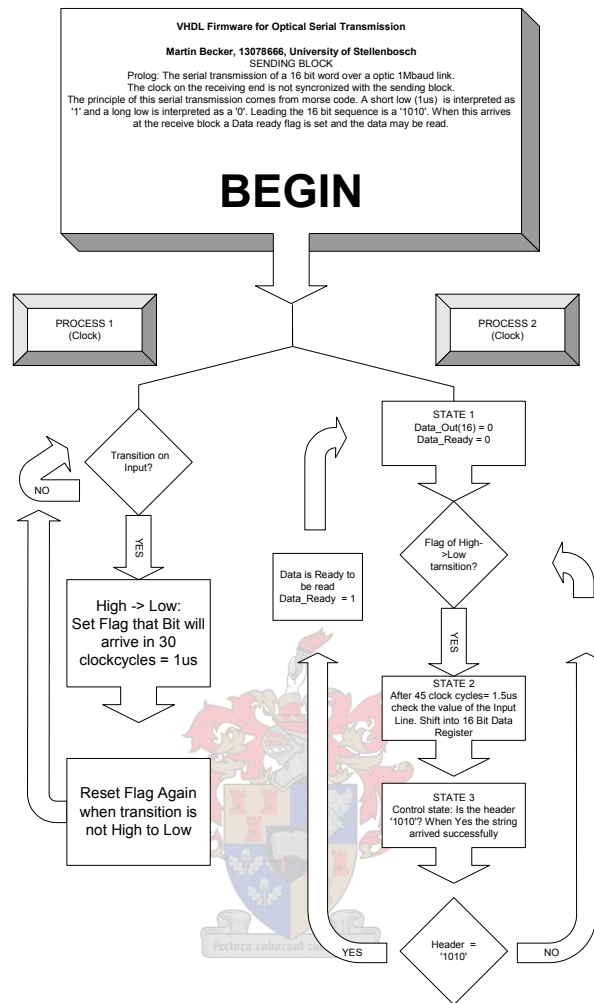 VHDL Firmware for Optical Serial Transmission
Martin Becker, 13078666, University of Stellenbosch
SENDING BLOCK
Prolog: The serial transmission of a 16 bit word over a optic 1Mbaud link.
The clock on the receiving end is not syncronized with the sending block.
The principle of this serial transmission comes from morse code. A short low (1us) is interpreted as
'1' and a long low is interpreted as a '0'. Leading the 16 bit sequence is a '1010'. When this arrives
at the receive block a Data ready flag is set and the data may be read.
BEGIN
PROCESS 1
(Clock)
PROCESS 2
(Clock)
Transition on
Input?
NO
YES
High -> Low:
Set Flag that Bit will
arrive in 30
clockcycles = 1us
Reset Flag Again
when transition is
not High to Low
STATE 1
Data_Out(16) = 0
Data_Ready = 0
Flag of High-
>Low
tarnsition?
YES
Data is Ready to
be read
Data_Ready = 1
STATE 2
After 45 clock cycles= 1.5us
check the value of the Input
Line. Shift into 16 Bit Data
Register
STATE 3
Control state: Is the header
'1010'? When Yes the string
arrived successfully
Header =
'1010'
YES
NO
Pectora roborant